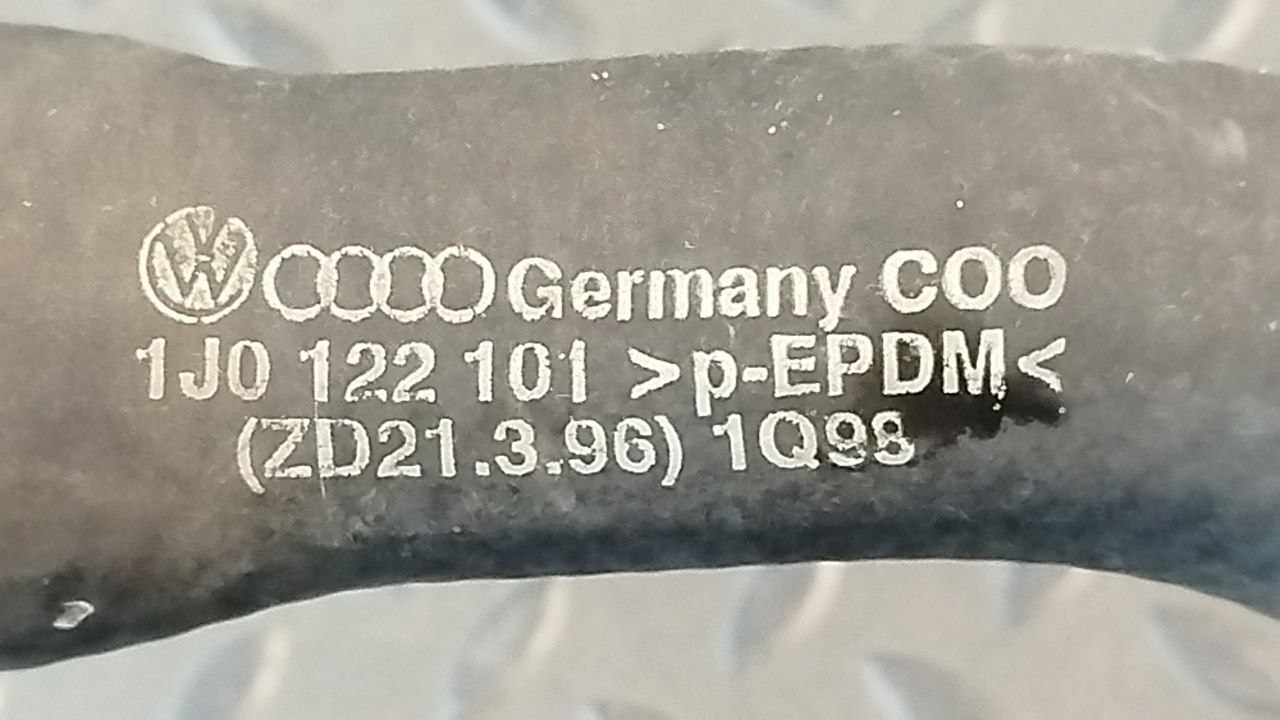 Germany COO
1J0 122 101 >p-EPDM<
(ZD21.3.96) 1Q98